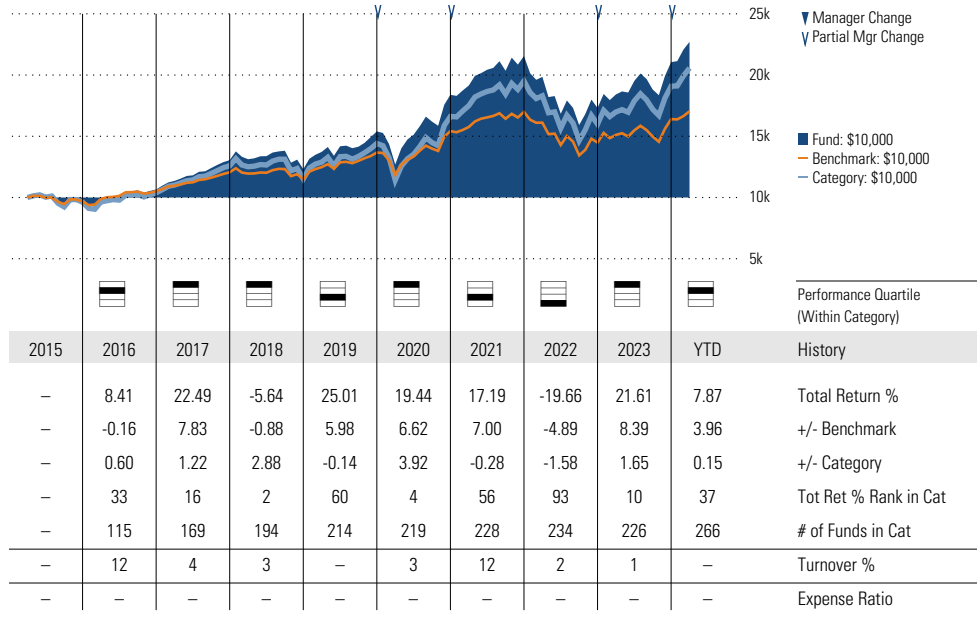 25k
20k
15k
10k
5k
Manager Change
Partial Mgr Change
Fund: $10,000
Benchmark: $10,000
Category: $10,000
Performance Quartile
(Within Category)
2015 2016 2017 2018 2019 2020 2021 2022 2023 YTD History
– 8.41 22.49 -5.64 25.01 19.44 17.19 -19.66 21.61 7.87 Total Return %
– -0.16 7.83 -0.88 5.98 6.62 7.00 -4.89 8.39 3.96 +/- Benchmark
– 0.60 1.22 2.88 -0.14 3.92 -0.28 -1.58 1.65 0.15 +/- Category
– 33 16 2 60 4 56 93 10 37 Tot Ret % Rank in Cat
– 115 169 194 214 219 228 234 226 266 # of Funds in Cat
– 12 4 3 – 3 12 2 1 – Turnover %
– – – – – – – – – – Expense Ratio